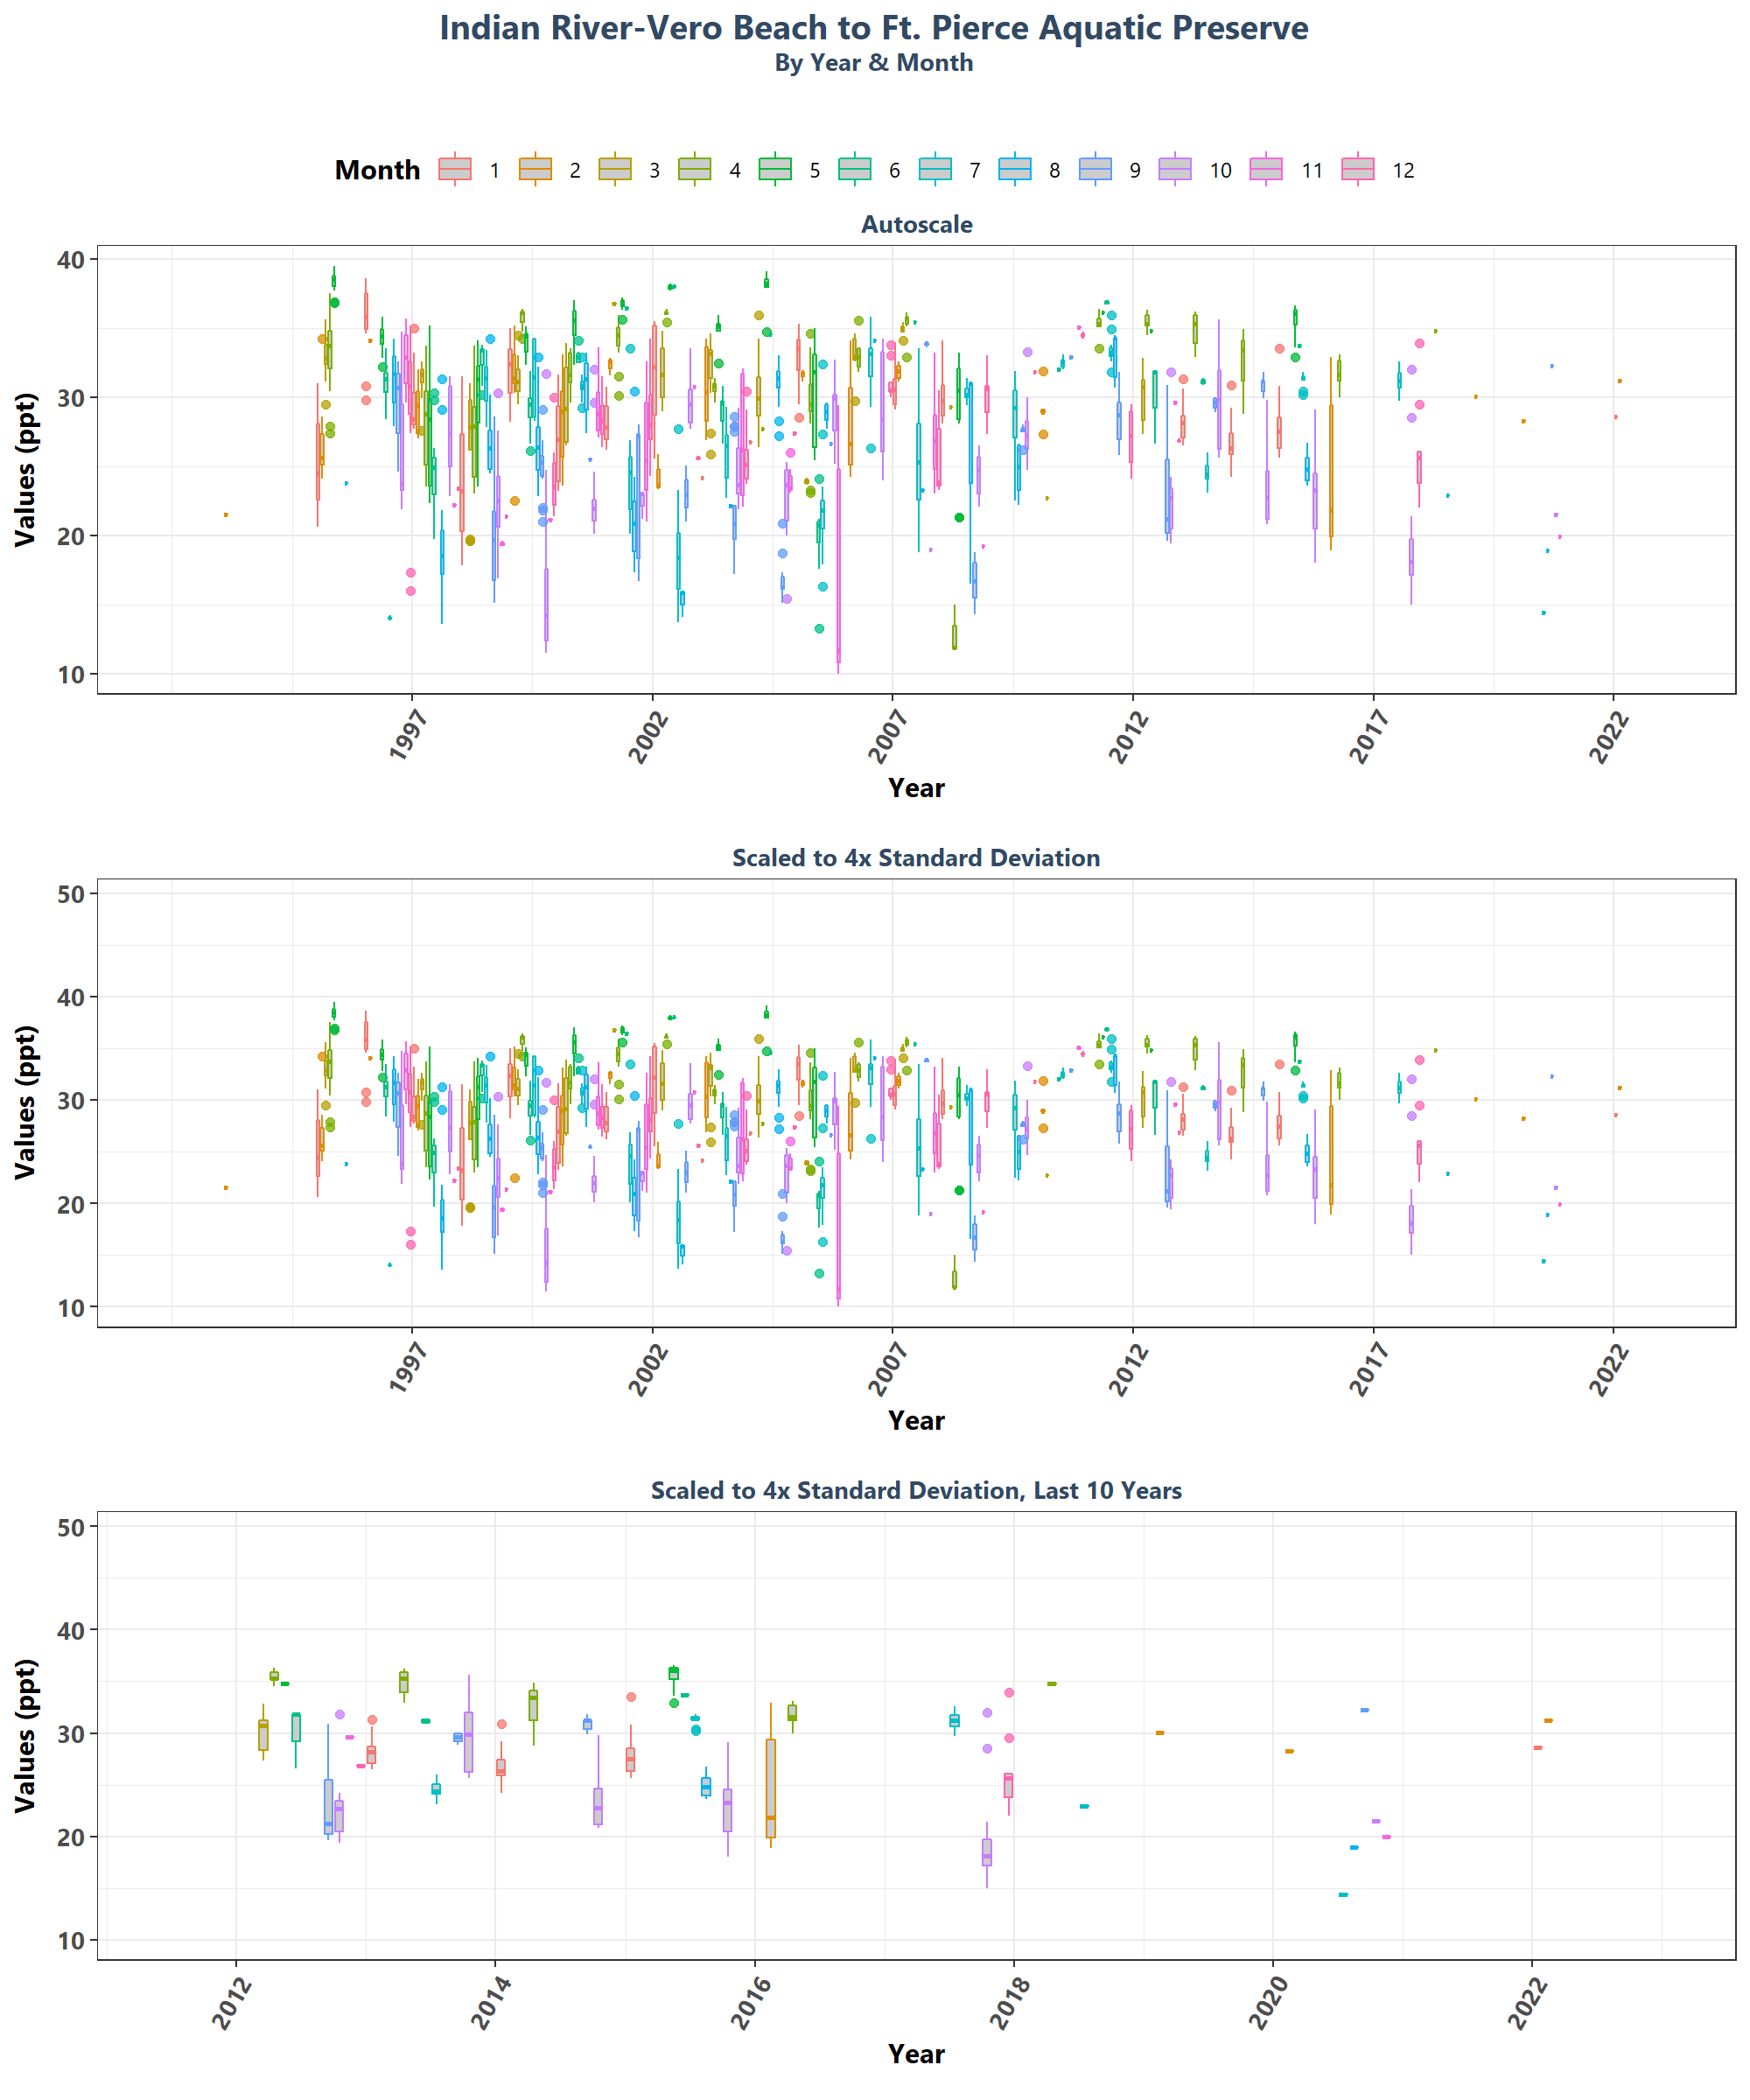 Indian River-Vero Beach to Ft. Pierce Aquatic Preserve
By Year & Month
Month 1 2 3 4 5 6 7 8 9 10 11 12
Autoscale
Values (ppt)
40
30
20
10
1997 2002 2007 2012 2017 2022
Year
Scaled to 4x Standard Deviation
Values (ppt)
50
40
30
20
10
1997 2002 2007 2012 2017 2022
Year
Scaled to 4x Standard Deviation, Last 10 Years
Values (ppt)
50
40
30
20
10
2012 2014 2016 2018 2020 2022
Year